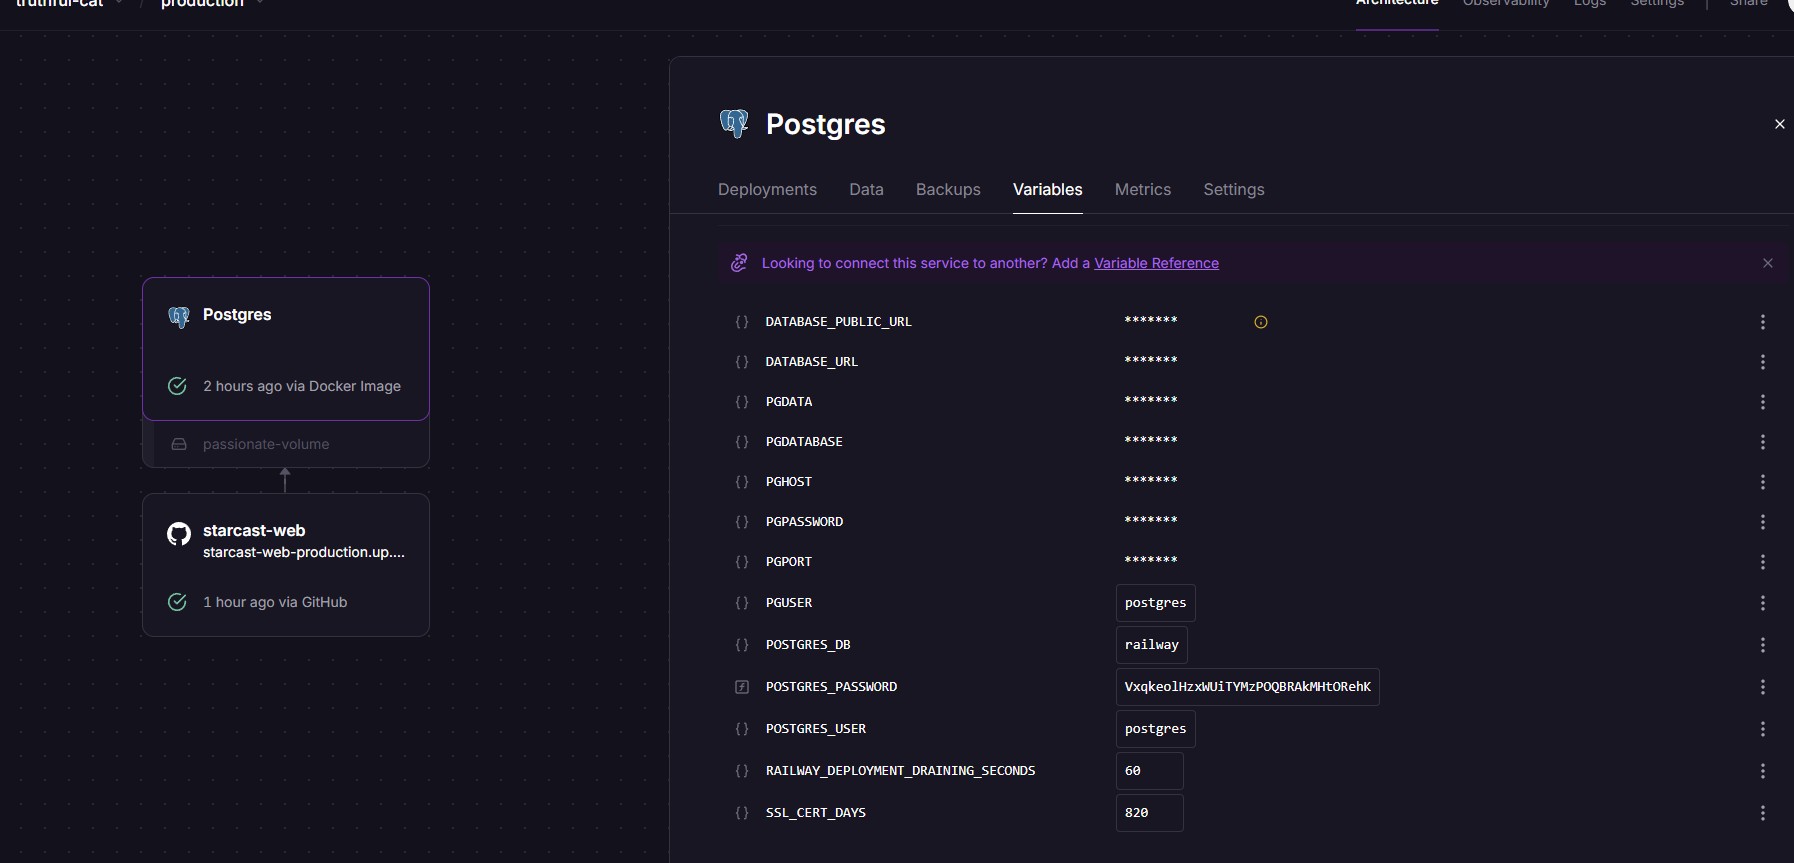 truthful-cat / production
Architecture Observability Logs Settings | Share
Postgres
Deployments Data Backups Variables Metrics Settings
Looking to connect this service to another? Add a Variable Reference
{} DATABASE_PUBLIC_URL *******
{} DATABASE_URL *******
{} PGDATA *******
{} PGDATABASE *******
{} PGHOST *******
{} PGPASSWORD *******
{} PGPORT *******
{} PGUSER postgres
{} POSTGRES_DB railway
POSTGRES_PASSWORD VxqkeolHzxWUiTYMzPOQBRAkMHtORehK
{} POSTGRES_USER postgres
{} RAILWAY_DEPLOYMENT_DRAINING_SECONDS 60
{} SSL_CERT_DAYS 820
Postgres
2 hours ago via Docker Image
passionate-volume
starcast-web
starcast-web-production.up....
1 hour ago via GitHub